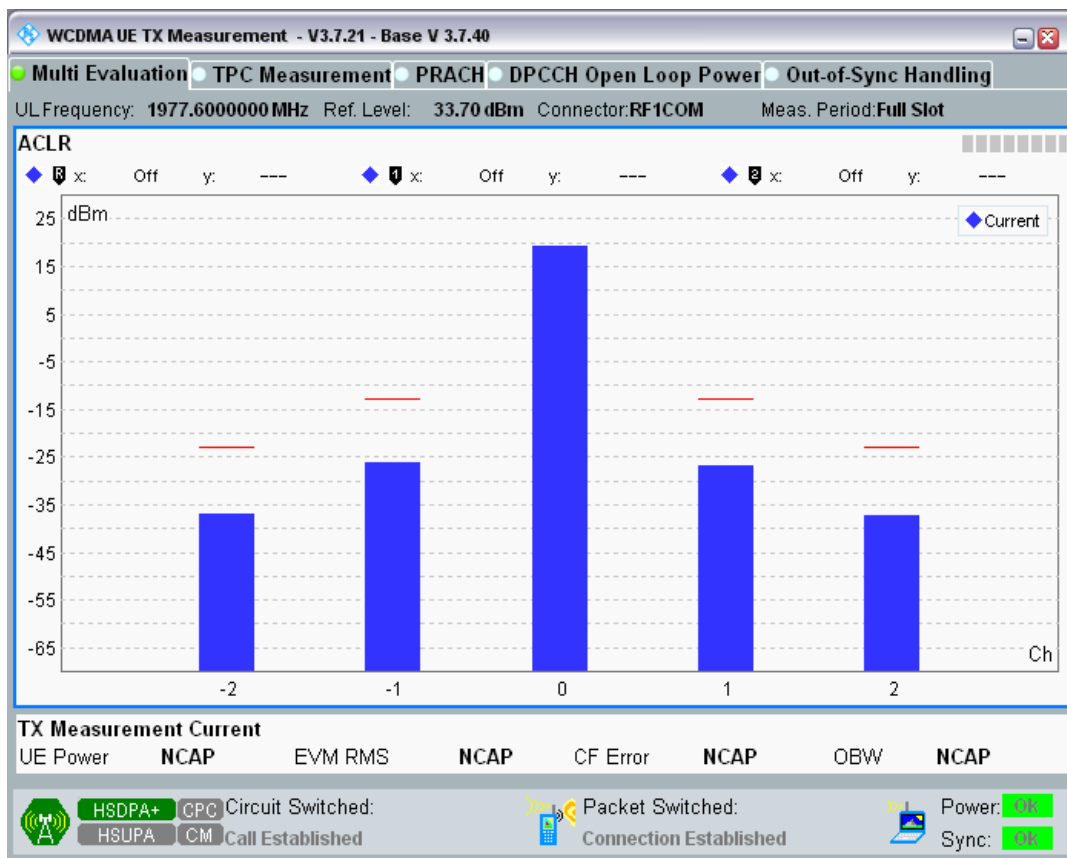 WCDMA UE TX Measurement - V3.7.21 - Base V 3.7.40
Multi Evaluation TPC Measurement PRACH DPCCH Open Loop Power Out-of-Sync Handling
UL Frequency: 1977.6000000 MHz Ref. Level: 33.70 dBm Connector:RF1COM Meas. Period:Full Slot
ACLR
R x: Off y: --- 1 x: Off y: --- 2 x: Off y: ---
dBm
Current
25
15
5
-5
-15
-25
-35
-45
-55
-65
Ch
-2 -1 0 1 2
TX Measurement Current
UE Power NCAP EVM RMS NCAP CF Error NCAP OBW NCAP
HSDPA+ CPC Circuit Switched: Packet Switched: Power: Ok
HSUPA CM Call Established Connection Established Sync: Ok